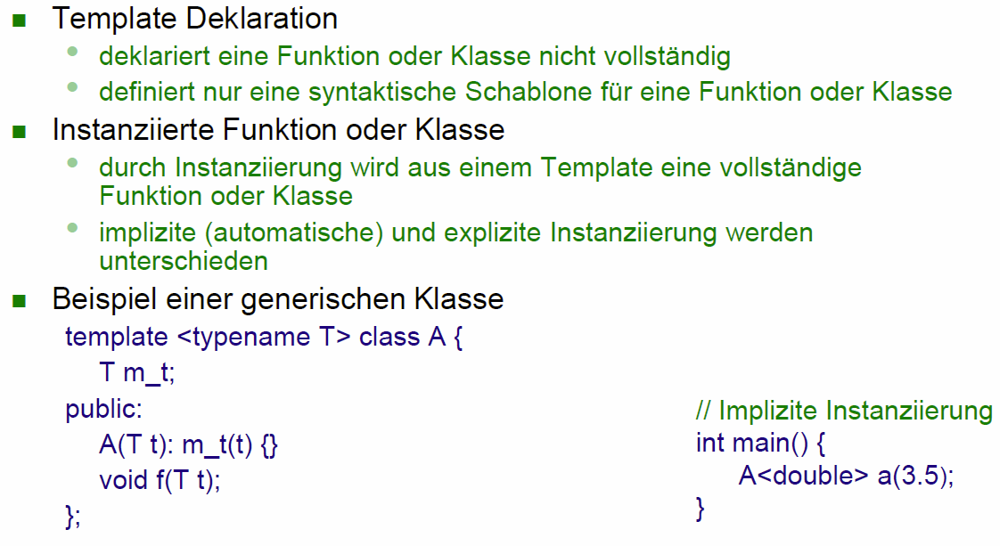 Template Deklaration
deklariert eine Funktion oder Klasse nicht vollständig
definiert nur eine syntaktische Schablone für eine Funktion oder Klasse
Instanziierte Funktion oder Klasse
durch Instanziierung wird aus einem Template eine vollständige
Funktion oder Klasse
implizite (automatische) und explizite Instanziierung werden
unterschieden
Beispiel einer generischen Klasse
template <typename T> class A {
T m_t;
public:
A(T t): m_t(t) {}
void f(T t);
};
// Implizite Instanziierung
int main() {
A<double> a(3.5);
}